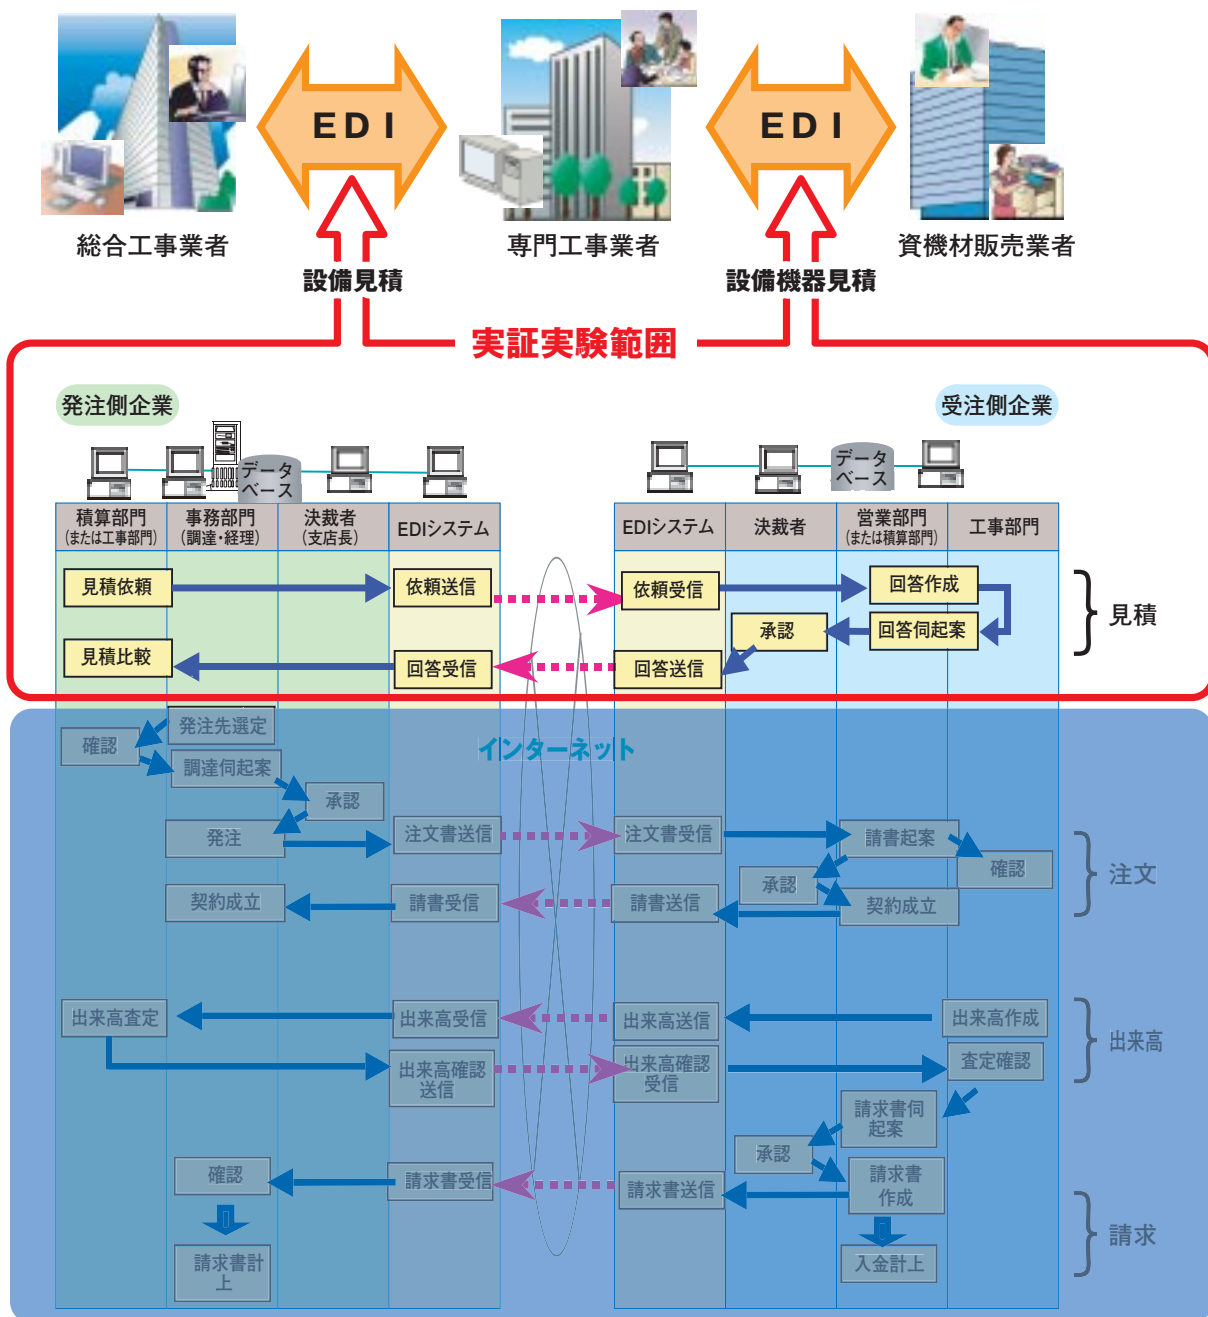 EDI
EDI
総合工事業者
専門工事業者
資機材販売業者
設備見積
設備機器見積
実証実験範囲
発注側企業
受注側企業
データ
ベース
データ
ベース
積算部門
(または工事部門)
事務部門
(調達・経理)
決裁者
(支店長)
EDIシステム
EDIシステム
決裁者
営業部門
(または積算部門)
工事部門
見積依頼
依頼送信
依頼受信
回答作成
見積
承認
回答伺起案
見積比較
回答受信
回答送信
発注先選定
確認
インターネット
調達伺起案
承認
発注
注文書送信
注文書受信
請書起案
確認
注文
承認
契約成立
請書受信
請書送信
契約成立
出来高査定
出来高受信
出来高送信
出来高作成
出来高
出来高確認
送信
出来高確認
受信
査定確認
請求書伺
起案
承認
確認
請求書受信
請求書送信
請求書
作成
請求
請求書計
上
入金計上